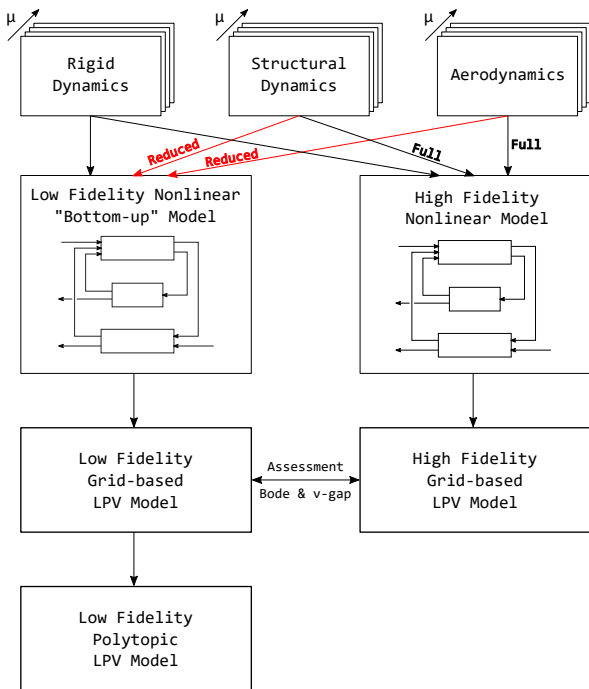 μ
μ
μ
Rigid
Dynamics
Structural
Dynamics
Aerodynamics
Reduced
Reduced
Full
Full
Low Fidelity Nonlinear
"Bottom-up" Model
High Fidelity
Nonlinear Model
Low Fidelity
Grid-based
LPV Model
Assessment
Bode & ν-gap
High Fidelity
Grid-based
LPV Model
Low Fidelity
Polytopic
LPV Model